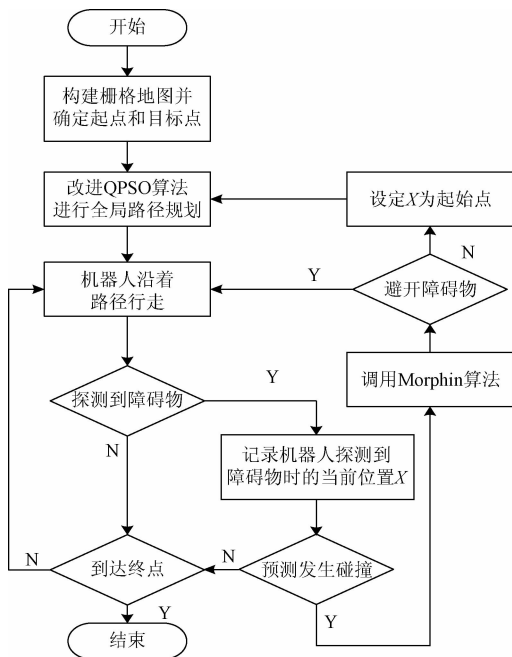 开始
构建栅格地图并
确定起点和目标点
改进QPSO算法
进行全局路径规划
设定X为起始点
N
机器人沿着
路径行走
Y
避开障碍物
调用Morphin算法
探测到障碍物
Y
N
记录机器人探测到
障碍物时的当前位置X
N
到达终点
N
预测发生碰撞
Y
Y
结束